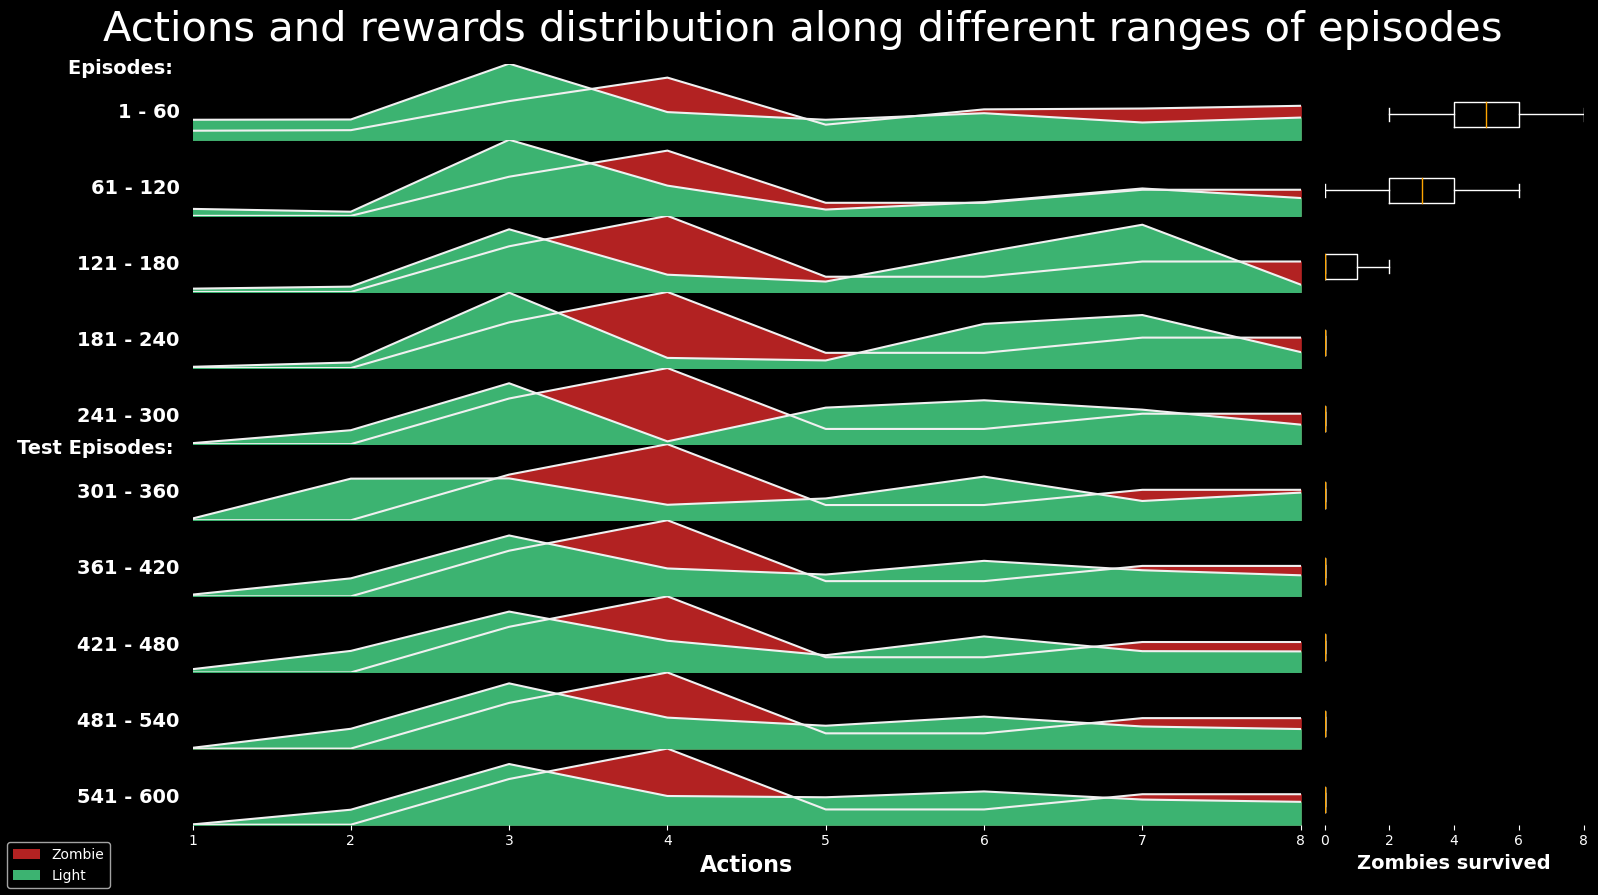 Actions and rewards distribution along different ranges of episodes
Episodes:
1 - 60
61 - 120
121 - 180
181 - 240
241 - 300
Test Episodes:
301 - 360
361 - 420
421 - 480
481 - 540
541 - 600
1 2 3 4 5 6 7 8
0 2 4 6 8
Actions
Zombies survived
Zombie
Light